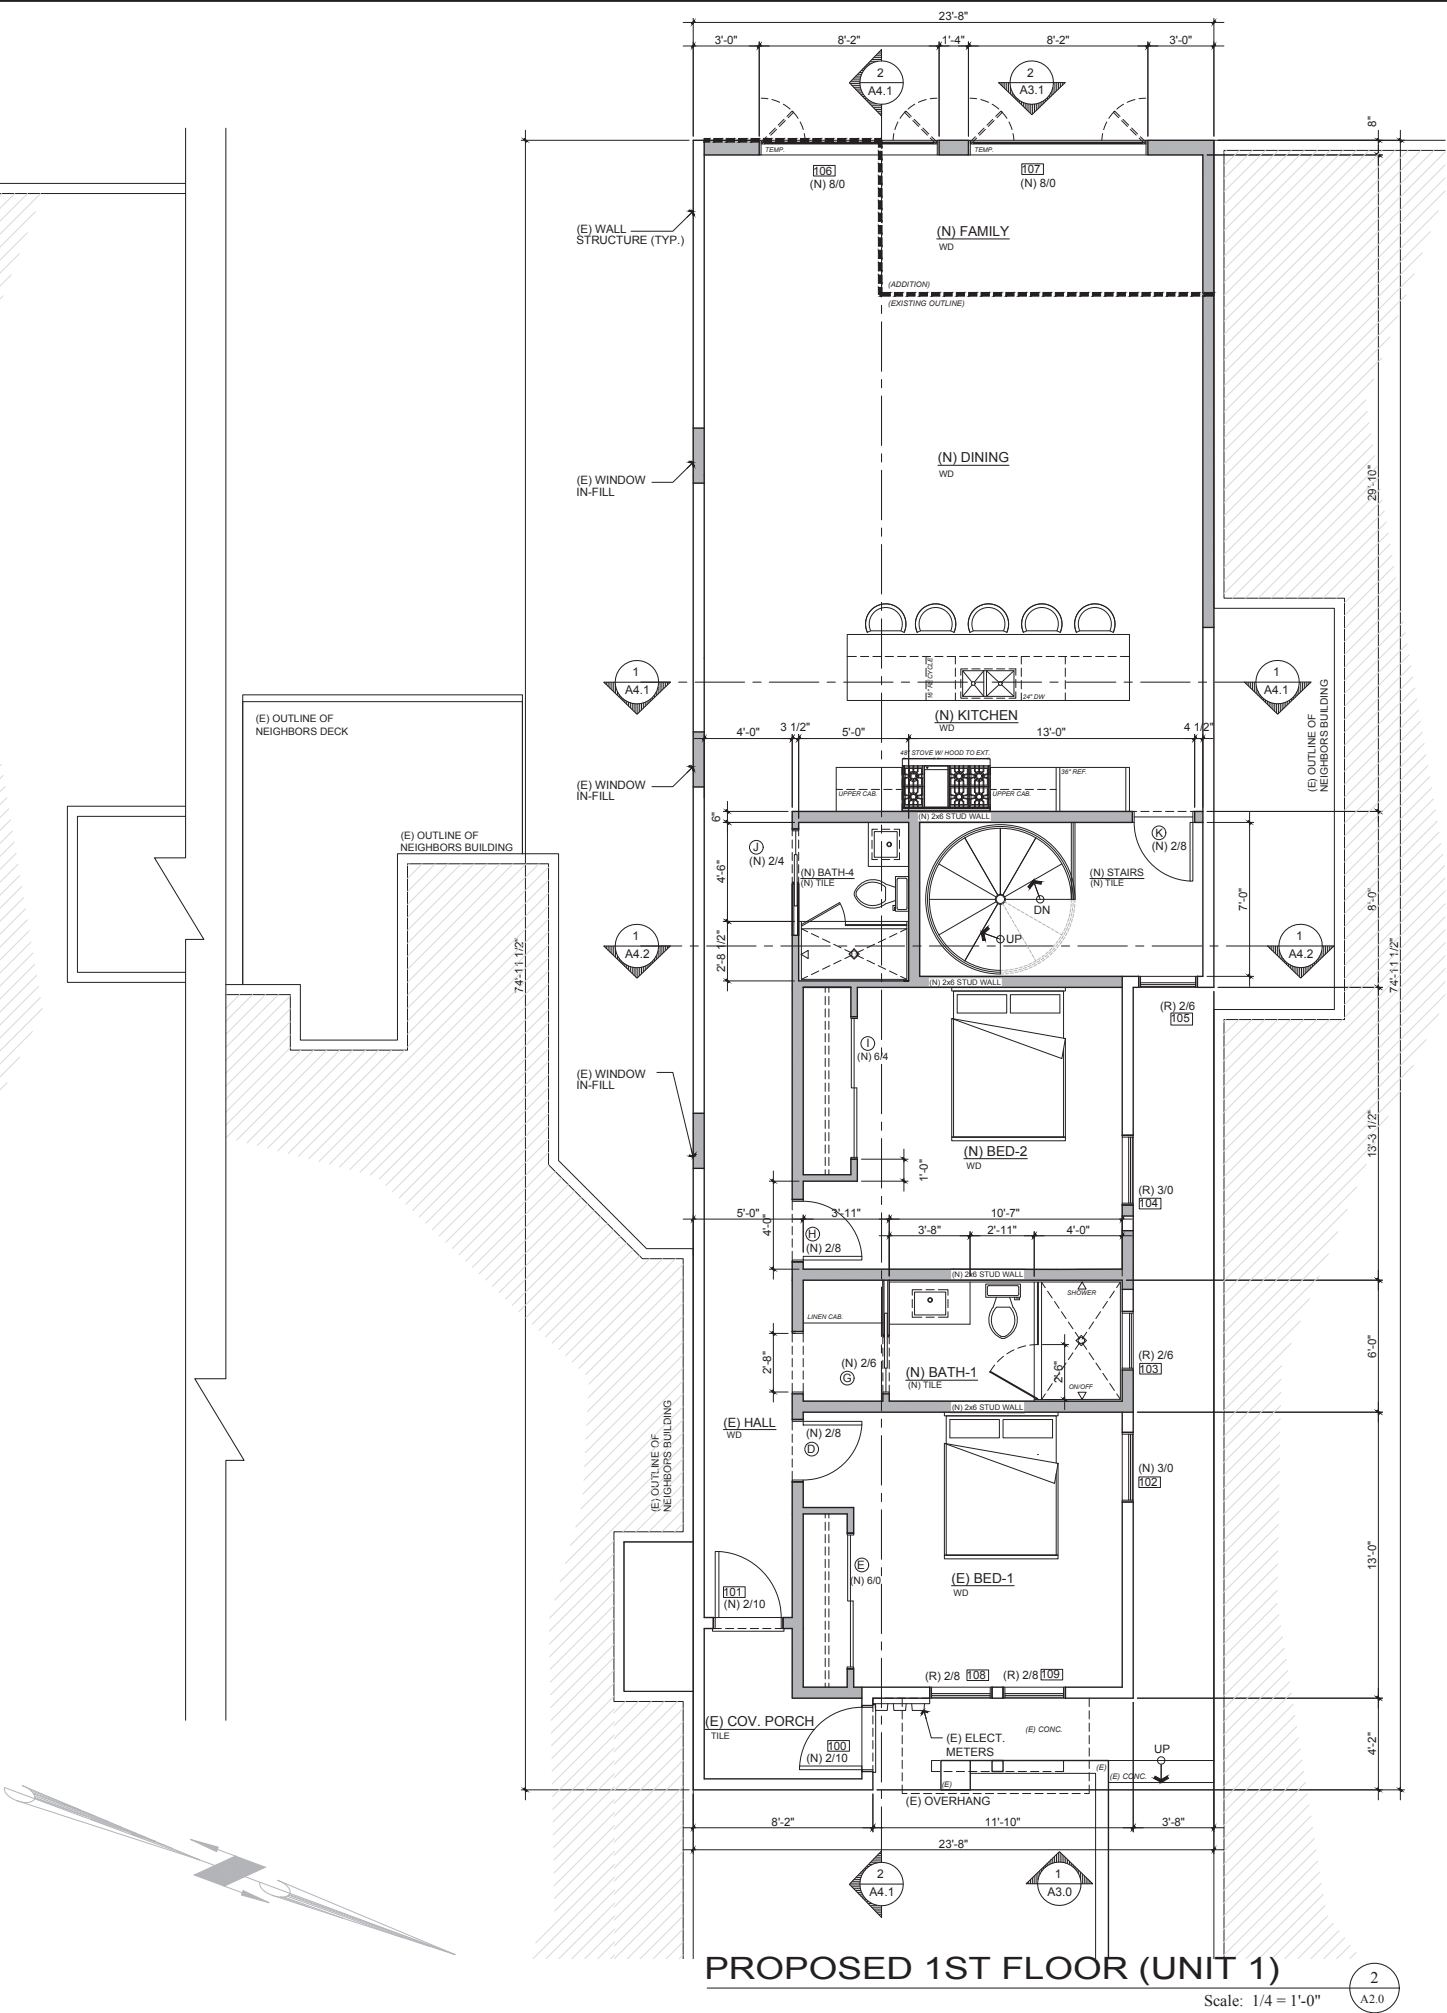 23'-8"
3'-0" 8'-2" 1'-4" 8'-2" 3'-0"
2
A4.1
2
A3.1
8"
TEMP. TEMP.
106
(N) 8/0
107
(N) 8/0
(E) WALL
STRUCTURE (TYP.)
(N) FAMILY
WD
(ADDITION)
(EXISTING OUTLINE)
(N) DINING
WD
(E) WINDOW
IN-FILL
29'-10"
1
A4.1
18" RECYCLE
24" DW
1
A4.1
(E) OUTLINE OF
NEIGHBORS BUILDING
(E) OUTLINE OF
NEIGHBORS DECK
(N) KITCHEN
WD
4'-0" 3 1/2" 5'-0" 13'-0" 4 1/2"
48" STOVE W/ HOOD TO EXT.
36" REF.
UPPER CAB. UPPER CAB.
(E) WINDOW
IN-FILL
6"
(N) 2x6 STUD WALL
(E) OUTLINE OF
NEIGHBORS BUILDING
J
(N) 2/4
4'-6"
(N) BATH-4
(N) TILE
K
(N) 2/8
(N) STAIRS
(N) TILE
DN
UP
7'-0"
8'-0"
2'-8 1/2"
1
A4.2
1
A4.2
74'-11 1/2"
74'-11 1/2"
(N) 2x6 STUD WALL
(R) 2/6
105
I
(N) 6/4
(E) WINDOW
IN-FILL
13'-3 1/2"
(N) BED-2
WD
1'-0"
(R) 3/0
104
5'-0" 3'-11" 10'-7"
4'-0"
3'-8" 2'-11" 4'-0"
H
(N) 2/8
(N) 2x6 STUD WALL
SHOWER
LINEN CAB.
2'-8"
(N) 2/6
G
(N) BATH-1
(N) TILE
2'-6"
ON/OFF
(R) 2/6
103
6'-0"
(N) 2x6 STUD WALL
(E) HALL
WD
(N) 2/8
D
(E) OUTLINE OF
NEIGHBORS BUILDING
(N) 3/0
102
13'-0"
E
(N) 6/0
(E) BED-1
WD
101
(N) 2/10
(R) 2/8 108 (R) 2/8 109
(E) COV. PORCH
TILE
100
(N) 2/10
(E) ELECT.
METERS
(E) CONC.
UP
4'-2"
(E)
(E) CONC.
(E)
(E) OVERHANG
8'-2" 11'-10" 3'-8"
23'-8"
2
A4.1
1
A3.0
PROPOSED 1ST FLOOR (UNIT 1)
Scale: 1/4 = 1'-0"
2
A2.0